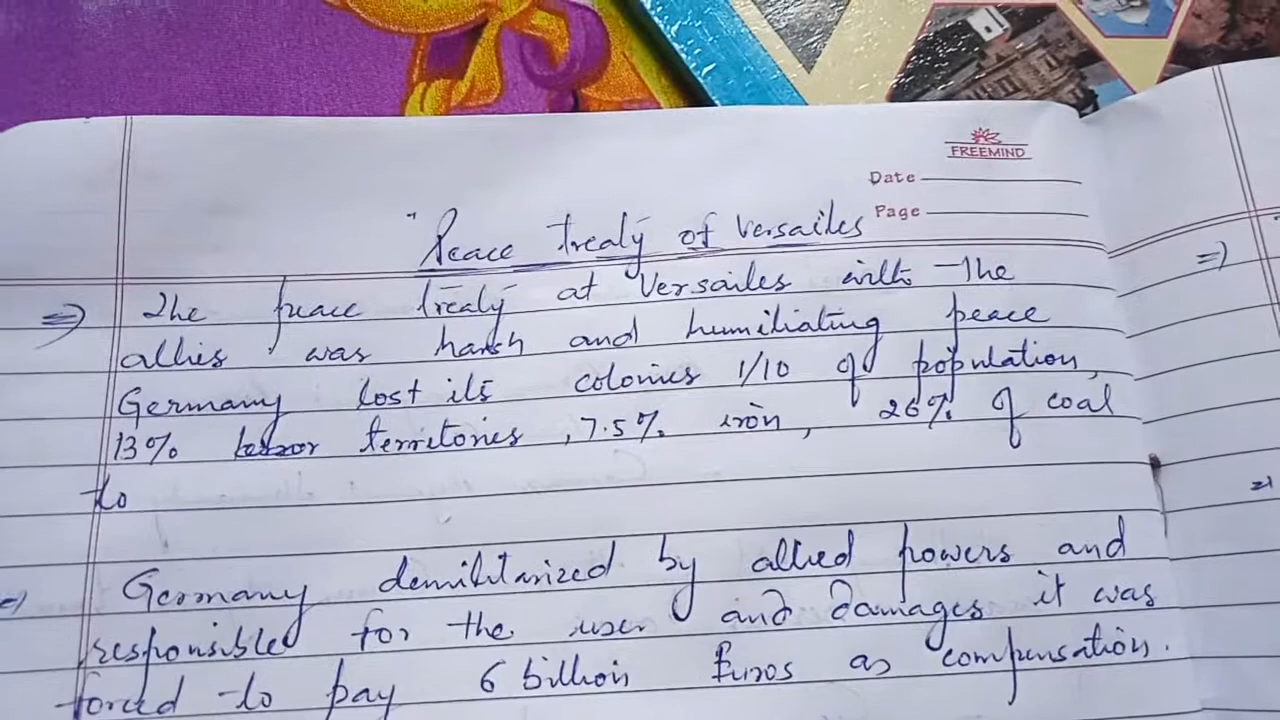 FREEMIND
Date
Page
"Peace treaty of Versailes
=> The peace treaty at Versailes with the
allies was harsh and humiliating peace
Germany lost its colonies 1/10 of population,
13% territories, 7.5% iron, 26% of coal
to
=> Germany demilitarized by allied powers and
responsible for the and damages it was
forced to pay 6 billion Euros as compensation.
=>
=>